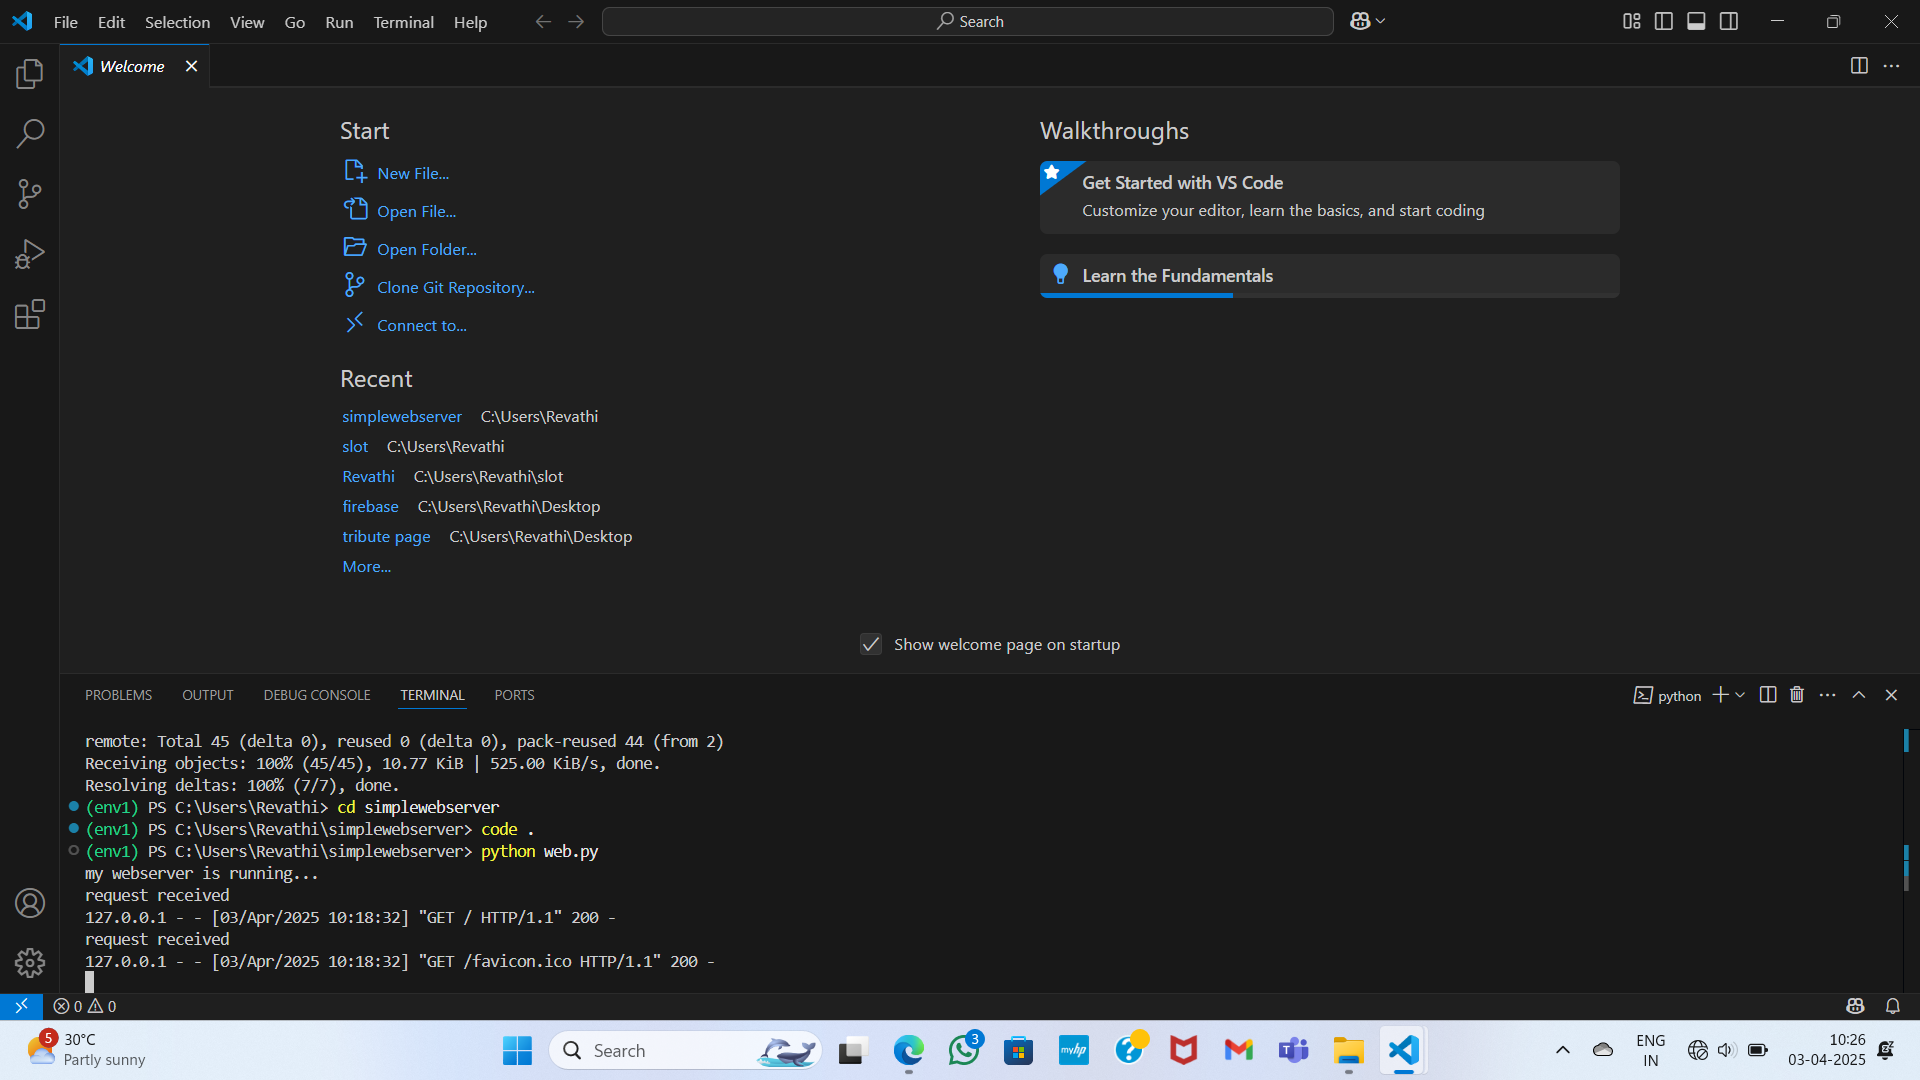 File Edit Selection View Go Run Terminal Help
Search
Welcome
Start
New File...
Open File...
Open Folder...
Clone Git Repository...
Connect to...
Recent
simplewebserver C:\Users\Revathi
slot C:\Users\Revathi
Revathi C:\Users\Revathi\slot
firebase C:\Users\Revathi\Desktop
tribute page C:\Users\Revathi\Desktop
More...
Walkthroughs
Get Started with VS Code
Customize your editor, learn the basics, and start coding
Learn the Fundamentals
Show welcome page on startup
PROBLEMS OUTPUT DEBUG CONSOLE TERMINAL PORTS
python
remote: Total 45 (delta 0), reused 0 (delta 0), pack-reused 44 (from 2)
Receiving objects: 100% (45/45), 10.77 KiB | 525.00 KiB/s, done.
Resolving deltas: 100% (7/7), done.
(env1) PS C:\Users\Revathi> cd simplewebserver
(env1) PS C:\Users\Revathi\simplewebserver> code .
(env1) PS C:\Users\Revathi\simplewebserver> python web.py
my webserver is running...
request received
127.0.0.1 - - [03/Apr/2025 10:18:32] "GET / HTTP/1.1" 200 -
request received
127.0.0.1 - - [03/Apr/2025 10:18:32] "GET /favicon.ico HTTP/1.1" 200 -
0 0
5
30°C
Partly sunny
Search
3
myhp
ENG
IN
10:26
03-04-2025